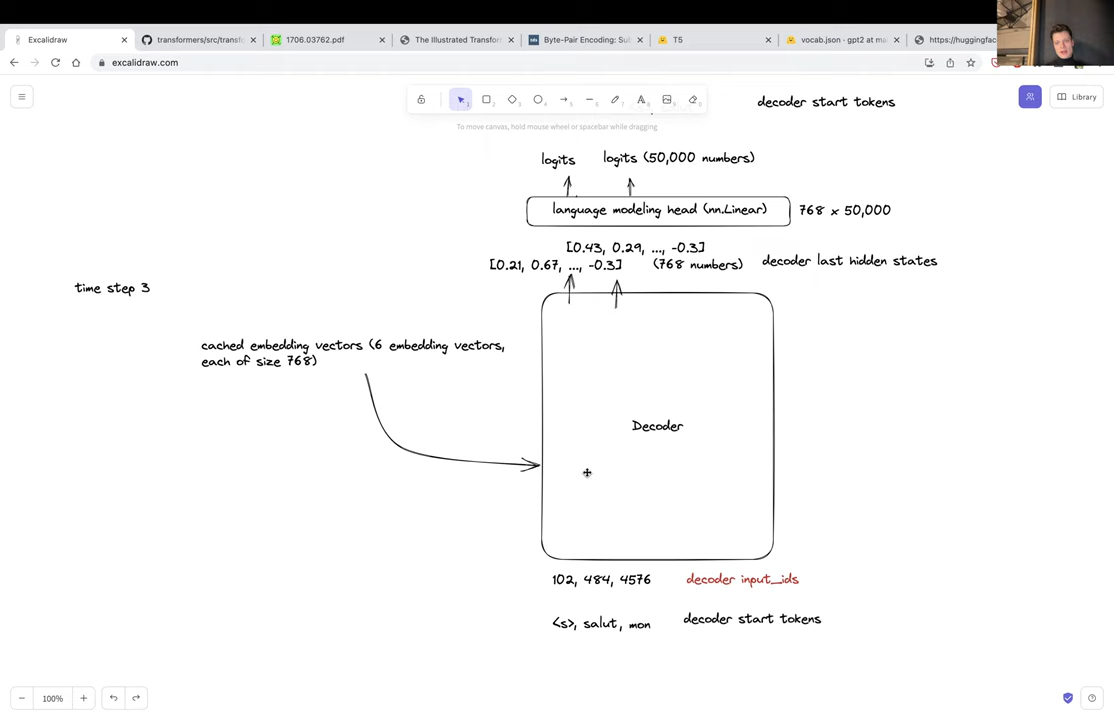 Excalidraw
transformers/src/transfo
1706.03762.pdf
The Illustrated Transform
Byte-Pair Encoding: Sub
T5
vocab.json · gpt2 at ma
https://huggingfac
excalidraw.com
Library
To move canvas, hold mouse wheel or spacebar while dragging
decoder start tokens
logits
logits (50,000 numbers)
language modeling head (nn.Linear)
768 x 50,000
[0.43, 0.29, ..., -0.3]
[0.21, 0.67, ..., -0.3]
(768 numbers)
decoder last hidden states
time step 3
cached embedding vectors (6 embedding vectors,
each of size 768)
Decoder
102, 484, 4576
decoder input_ids
<s>, salut, mon
decoder start tokens
100%